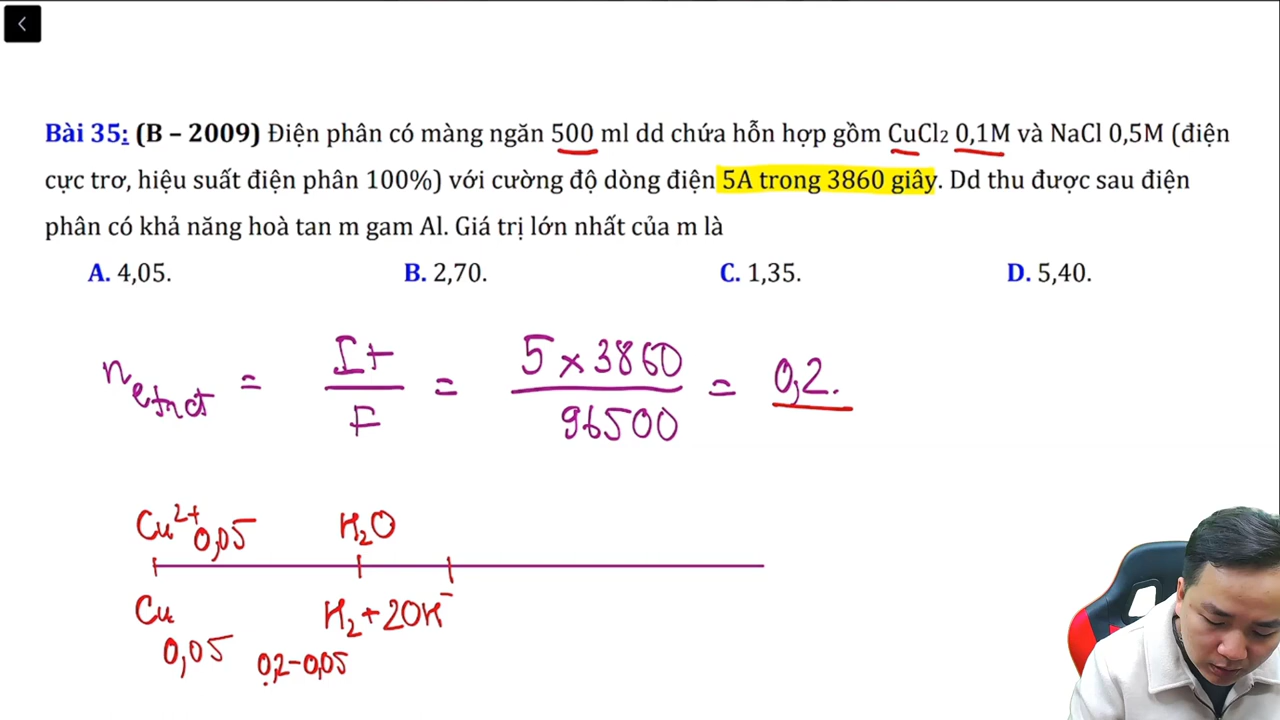 Bài 35: (B – 2009) Điện phân có màng ngăn 500 ml dd chứa hỗn hợp gồm CuCl₂ 0,1M và NaCl 0,5M (điện
cực trơ, hiệu suất điện phân 100%) với cường độ dòng điện 5A trong 3860 giây. Dd thu được sau điện
phân có khả năng hoà tan m gam Al. Giá trị lớn nhất của m là
A. 4,05. B. 2,70. C. 1,35. D. 5,40.
n e trđ = It / F = 5 x 3860 / 96500 = 0,2.
Cu²⁺ 0,05 H₂O
Cu H₂ + 2OH⁻
0,05 0,2-0,05